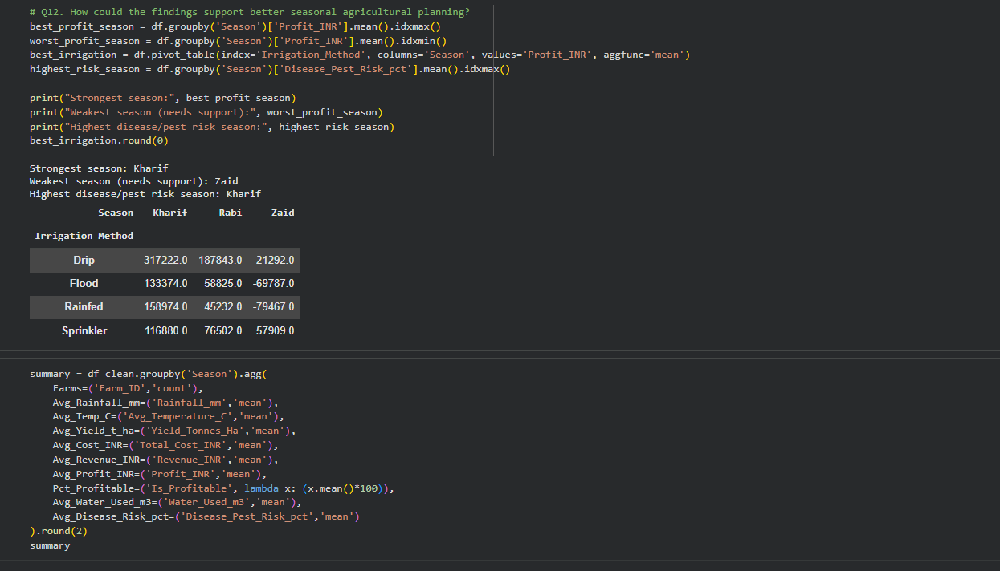 # Q12. How could the findings support better seasonal agricultural planning?
best_profit_season = df.groupby('Season')['Profit_INR'].mean().idxmax()
worst_profit_season = df.groupby('Season')['Profit_INR'].mean().idxmin()
best_irrigation = df.pivot_table(index='Irrigation_Method', columns='Season', values='Profit_INR', aggfunc='mean')
highest_risk_season = df.groupby('Season')['Disease_Pest_Risk_pct'].mean().idxmax()
print("Strongest season:", best_profit_season)
print("Weakest season (needs support):", worst_profit_season)
print("Highest disease/pest risk season:", highest_risk_season)
best_irrigation.round(0)
Strongest season: Kharif
Weakest season (needs support): Zaid
Highest disease/pest risk season: Kharif
Season Kharif Rabi Zaid
Irrigation_Method
Drip 317222.0 187843.0 21292.0
Flood 133374.0 58825.0 -69787.0
Rainfed 158974.0 45232.0 -79467.0
Sprinkler 116880.0 76502.0 57909.0
summary = df_clean.groupby('Season').agg(
    Farms=('Farm_ID','count'),
    Avg_Rainfall_mm=('Rainfall_mm','mean'),
    Avg_Temp_C=('Avg_Temperature_C','mean'),
    Avg_Yield_t_ha=('Yield_Tonnes_Ha','mean'),
    Avg_Cost_INR=('Total_Cost_INR','mean'),
    Avg_Revenue_INR=('Revenue_INR','mean'),
    Avg_Profit_INR=('Profit_INR','mean'),
    Pct_Profitable=('Is_Profitable', lambda x: (x.mean()*100)),
    Avg_Water_Used_m3=('Water_Used_m3','mean'),
    Avg_Disease_Risk_pct=('Disease_Pest_Risk_pct','mean')
).round(2)
summary